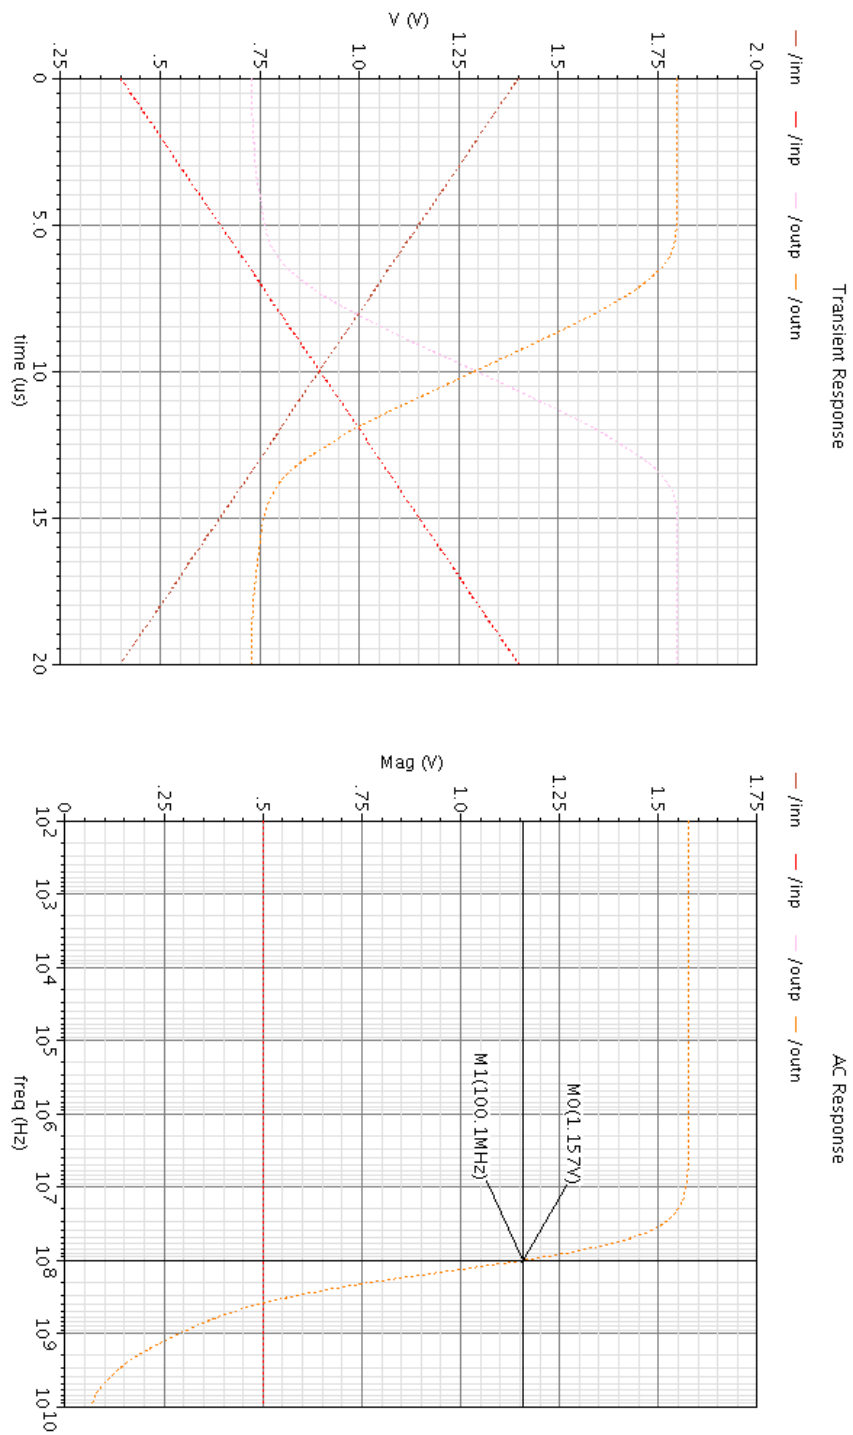 Transient Response
/inn /inp /outp /outn
2.0
1.75
1.5
1.25
1.0
.75
.5
.25
V (V)
0 5.0 10 15 20
time (us)
AC Response
/inn /inp /outp /outn
1.75
1.5
1.25
1.0
.75
.5
.25
0
Mag (V)
M0(1.157V)
M1(100.1MHz)
10^2 10^3 10^4 10^5 10^6 10^7 10^8 10^9 10^10
freq (Hz)